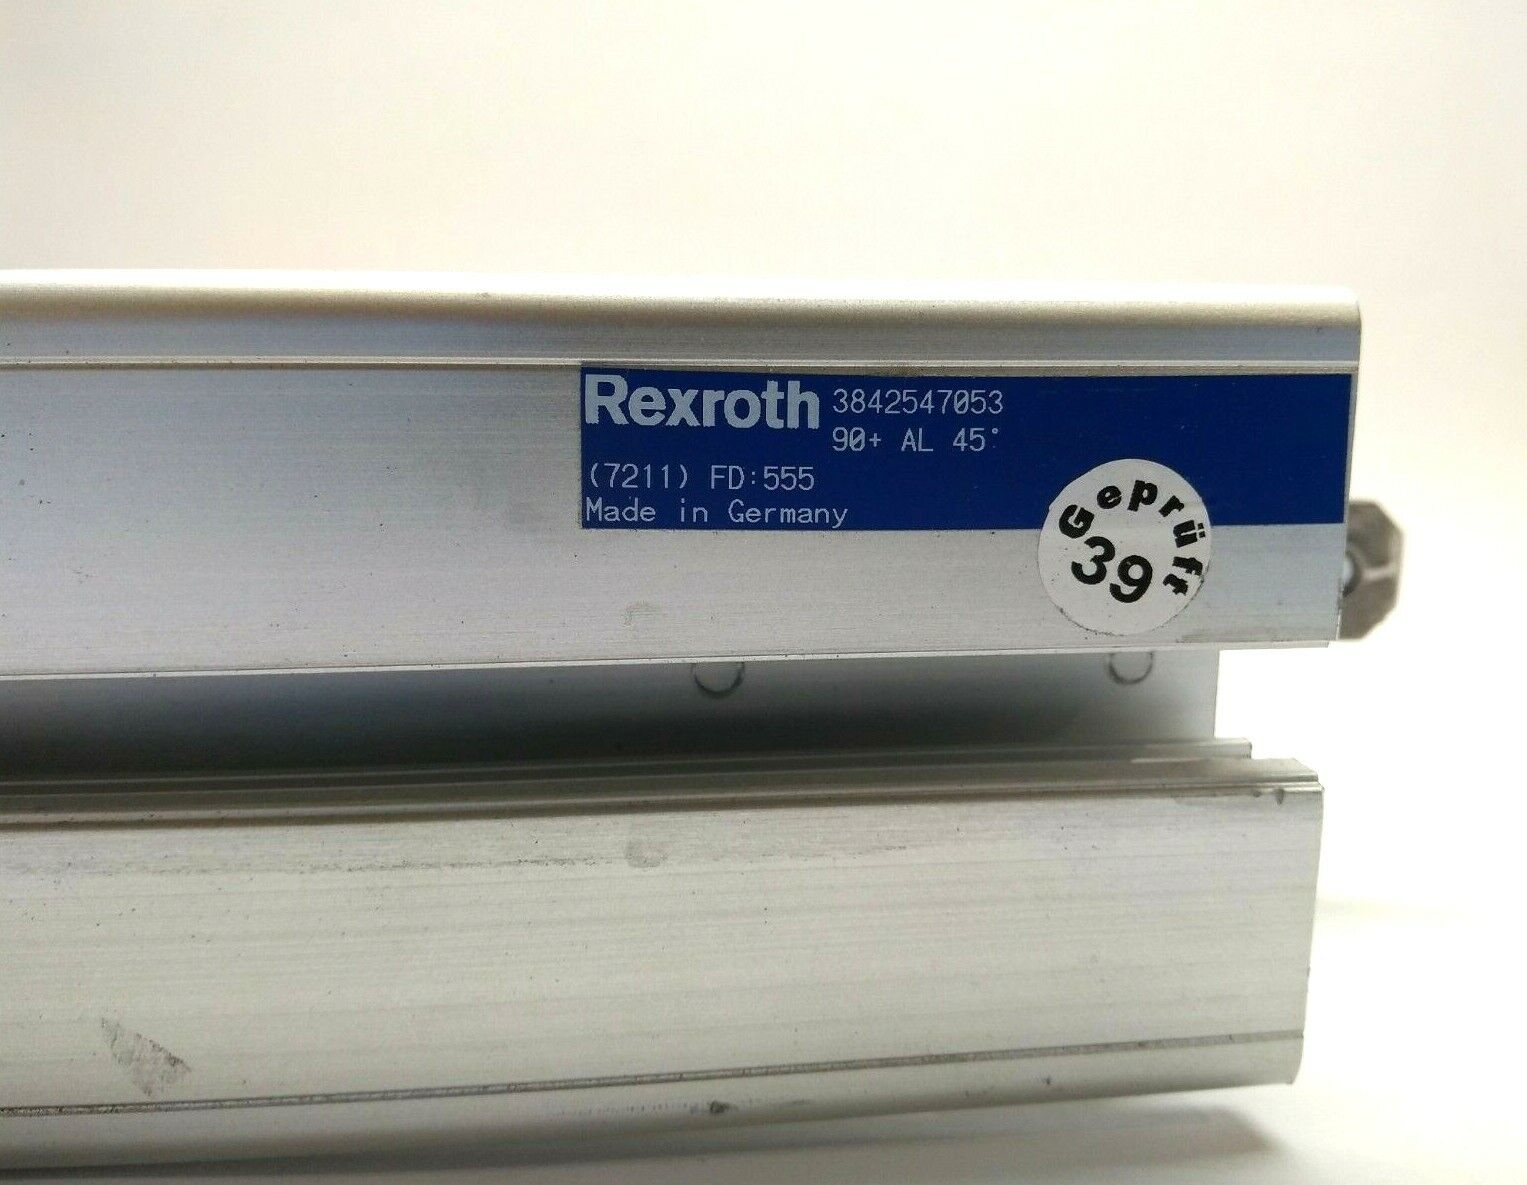 Rexroth 3842547053
90+ AL 45°
(7211) FD:555
Made in Germany
Geprüft
39